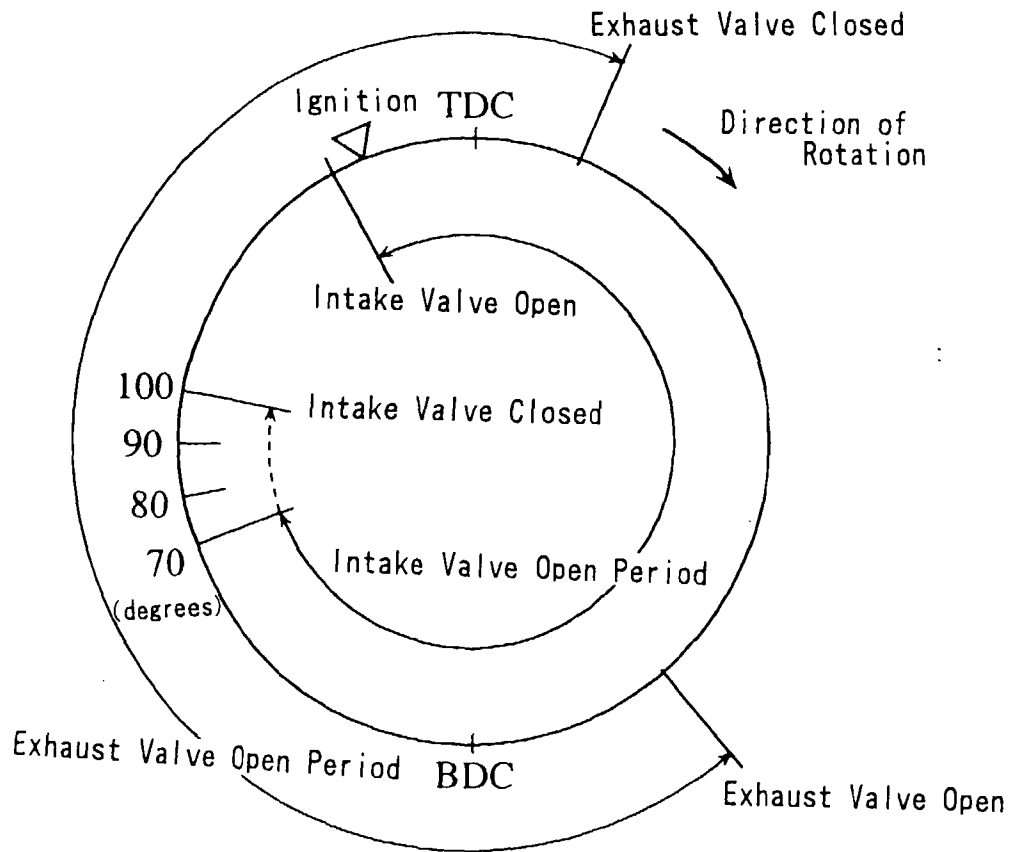 Exhaust Valve Closed
Ignition
TDC
Direction of
Rotation
Intake Valve Open
100
Intake Valve Closed
90
80
70
(degrees)
Intake Valve Open Period
Exhaust Valve Open Period
BDC
Exhaust Valve Open